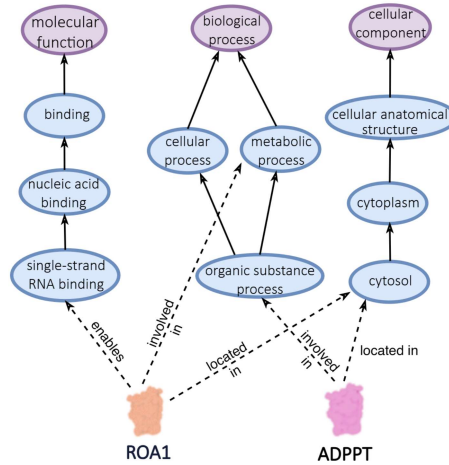 molecular
function
biological
process
cellular
component
binding
cellular anatomical
structure
cellular
process
metabolic
process
nucleic acid
binding
cytoplasm
single-strand
RNA binding
organic substance
process
cytosol
enables
involved
in
located
in
involved
in
located in
ROA1
ADPPT